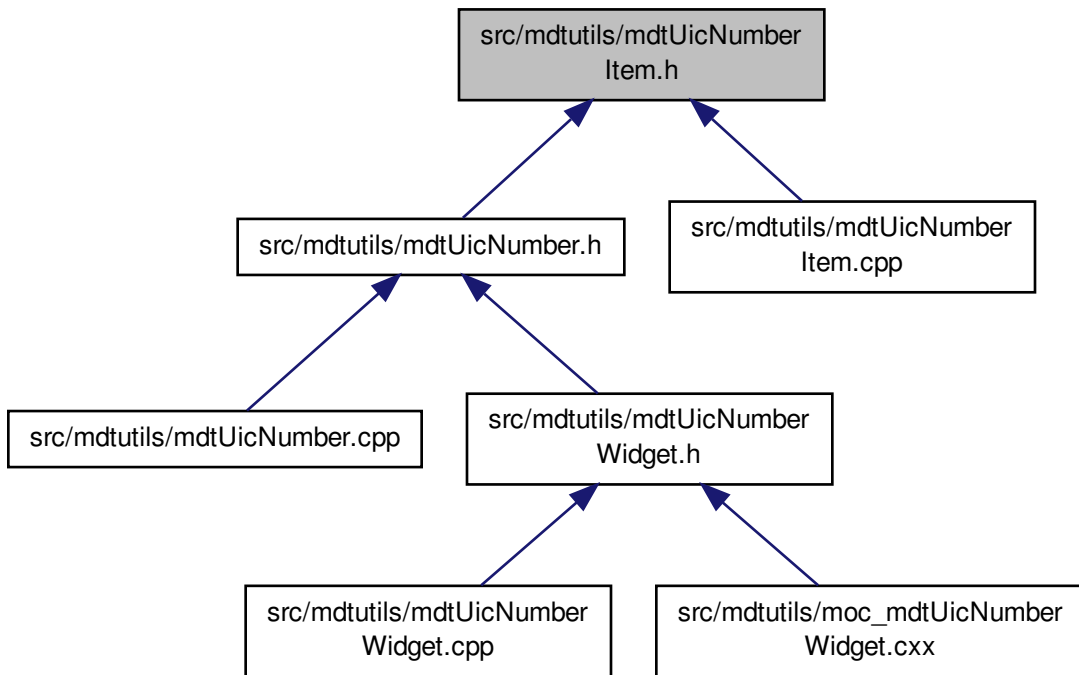 src/mdtutils/mdtUicNumber
Item.h
src/mdtutils/mdtUicNumber.h
src/mdtutils/mdtUicNumber
Item.cpp
src/mdtutils/mdtUicNumber.cpp
src/mdtutils/mdtUicNumber
Widget.h
src/mdtutils/mdtUicNumber
Widget.cpp
src/mdtutils/moc_mdtUicNumber
Widget.cxx